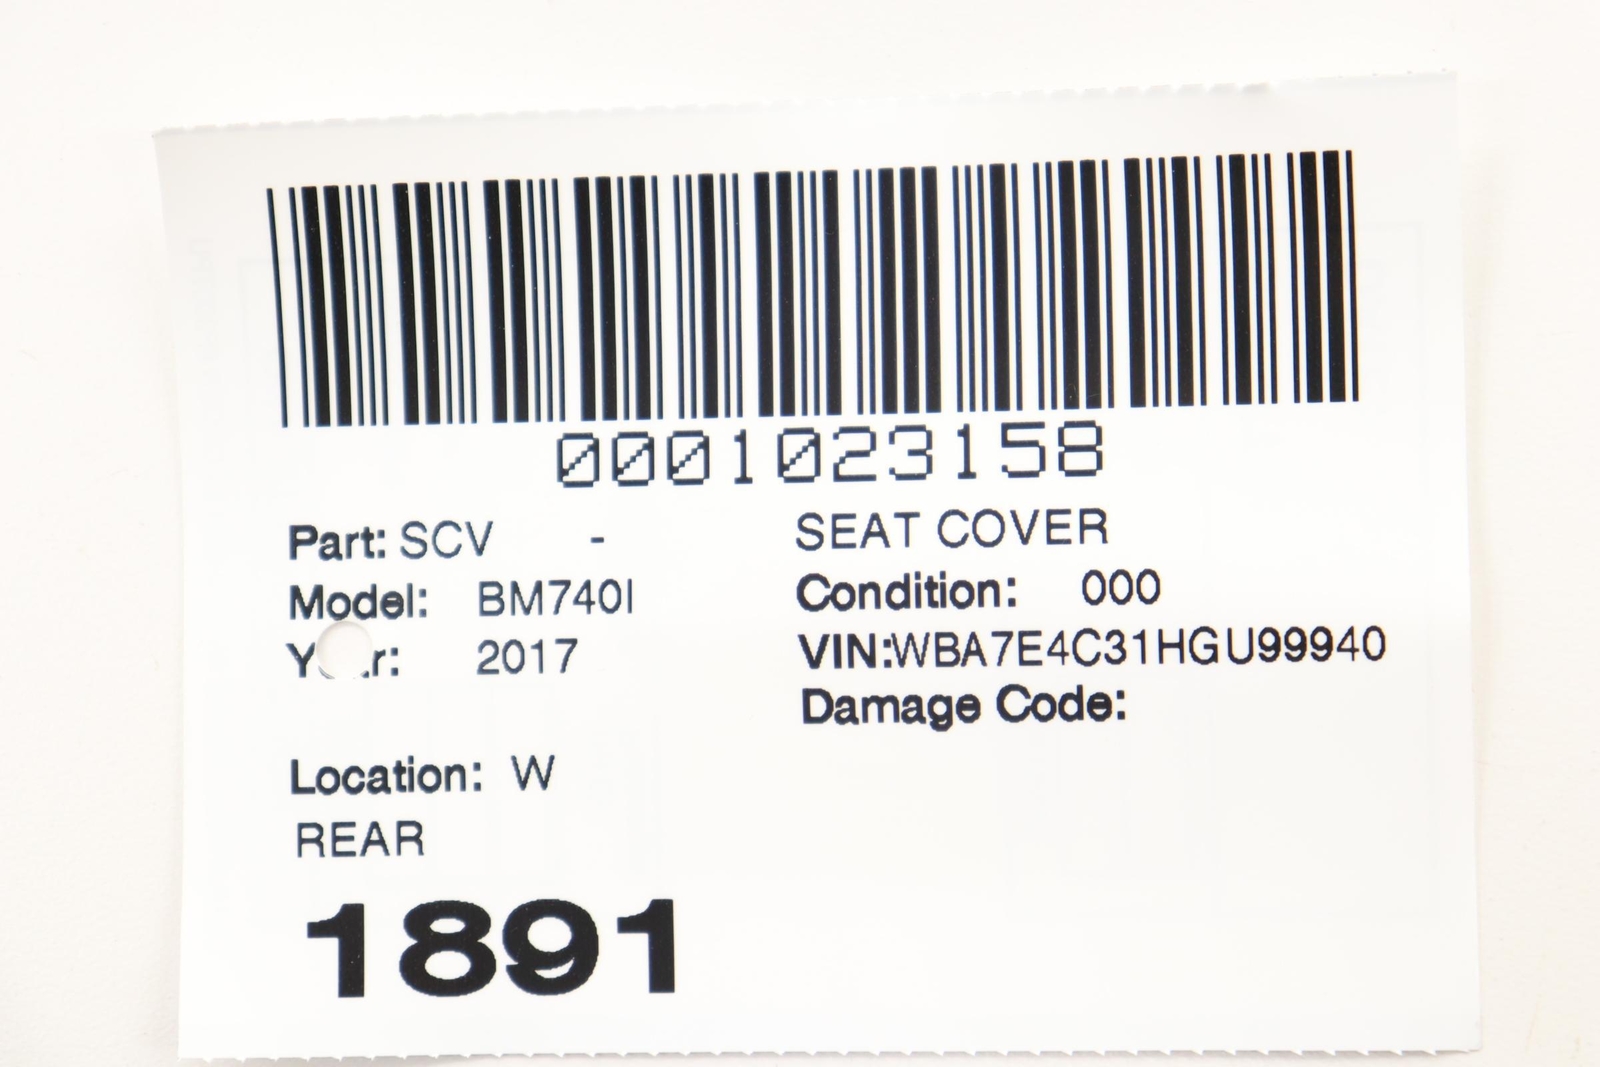 0001023158
Part: SCV - SEAT COVER
Model: BM740I Condition: 000
2017 VIN:WBA7E4C31HGU99940
Damage Code:
Location: W
REAR
1891